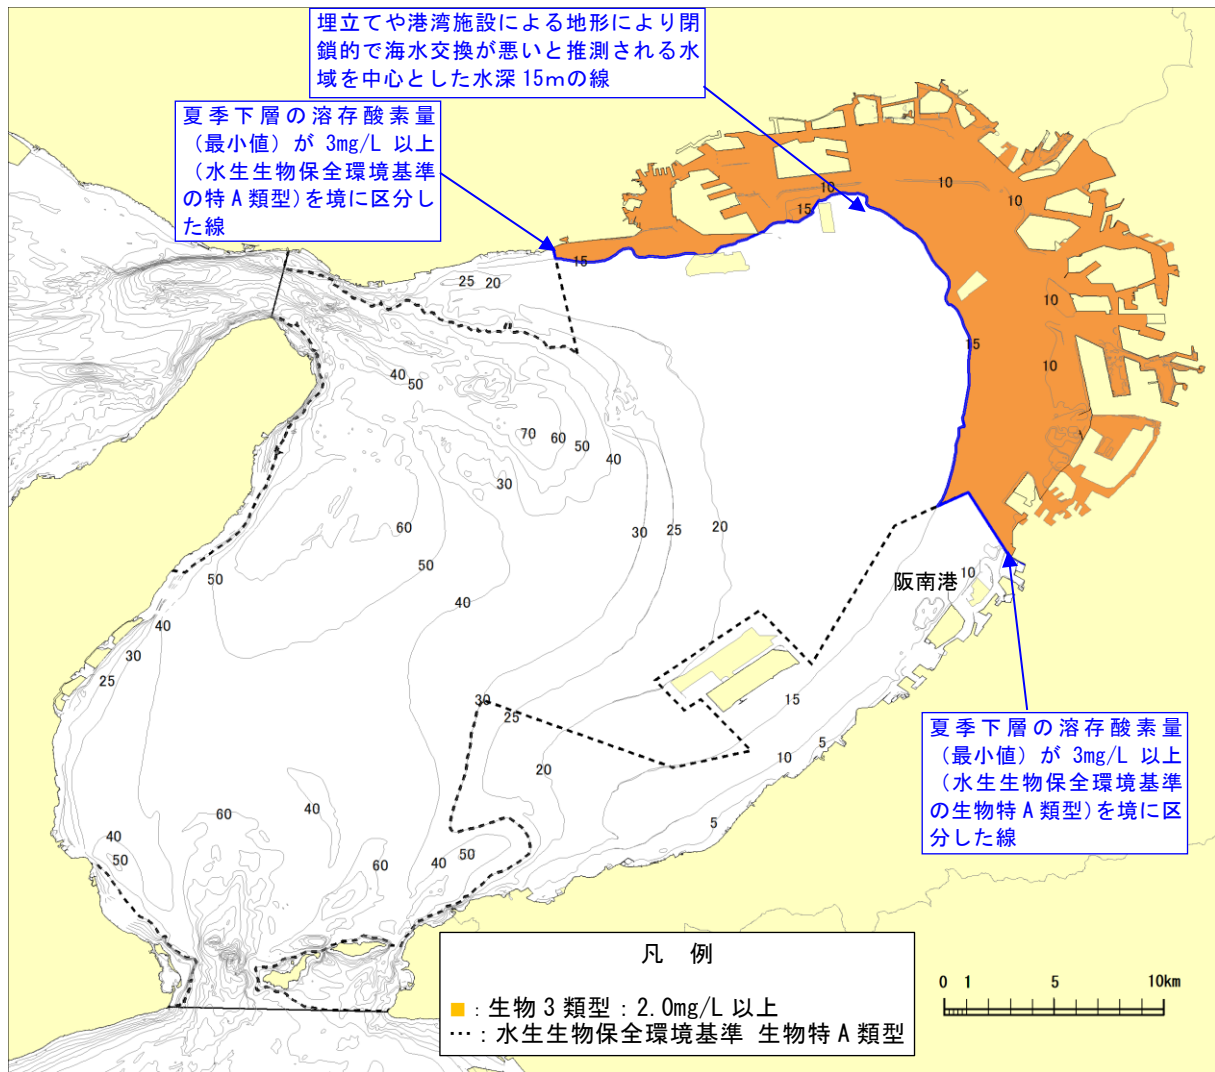 埋立てや港湾施設による地形により閉
鎖的で海水交換が悪いと推測される水
域を中心とした水深 15mの線
夏季下層の溶存酸素量
(最小値) が 3mg/L 以上
(水生生物保全環境基準
の特 A 類型)を境に区分し
た線
10
10
15
10
15
25
20
10
15
10
40
50
70
60
50
40
30
60
30
25
20
50
50
40
阪南港
10
40
30
25
30
25
15
5
10
20
40
60
5
40
50
60
40
50
夏季下層の溶存酸素量
(最小値) が 3mg/L 以上
(水生生物保全環境基準
の生物特 A 類型)を境に区
分した線
凡 例
■ : 生物 3 類型 : 2.0mg/L 以上
… : 水生生物保全環境基準 生物特 A 類型
0 1 5 10km